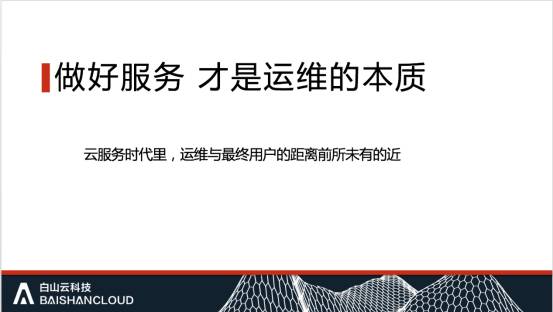 做好服务 才是运维的本质
云服务时代里，运维与最终用户的距离前所未有的近
白山云科技
BAISHANCLOUD